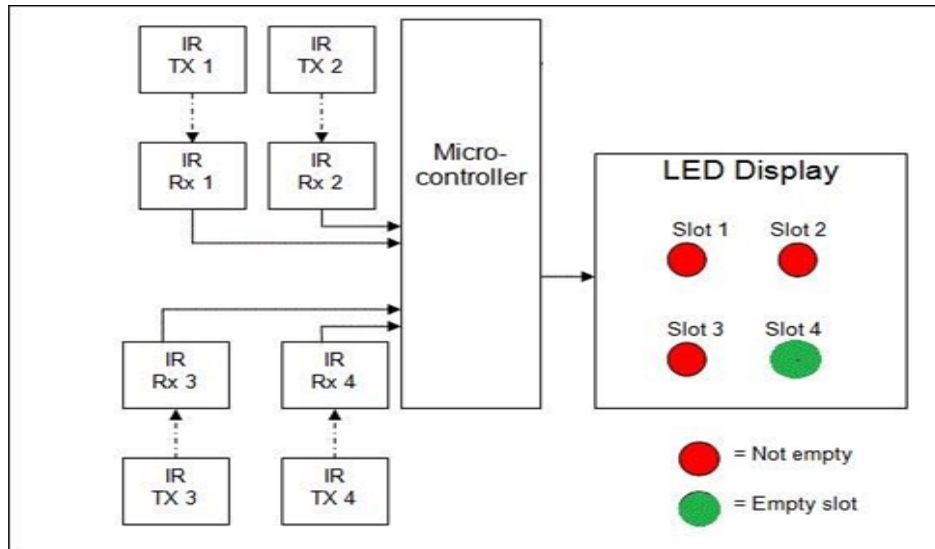 IR
TX 1
IR
TX 2
IR
Rx 1
IR
Rx 2
Micro-
controller
IR
Rx 3
IR
Rx 4
IR
TX 3
IR
TX 4
LED Display
Slot 1
Slot 2
Slot 3
Slot 4
= Not empty
= Empty slot